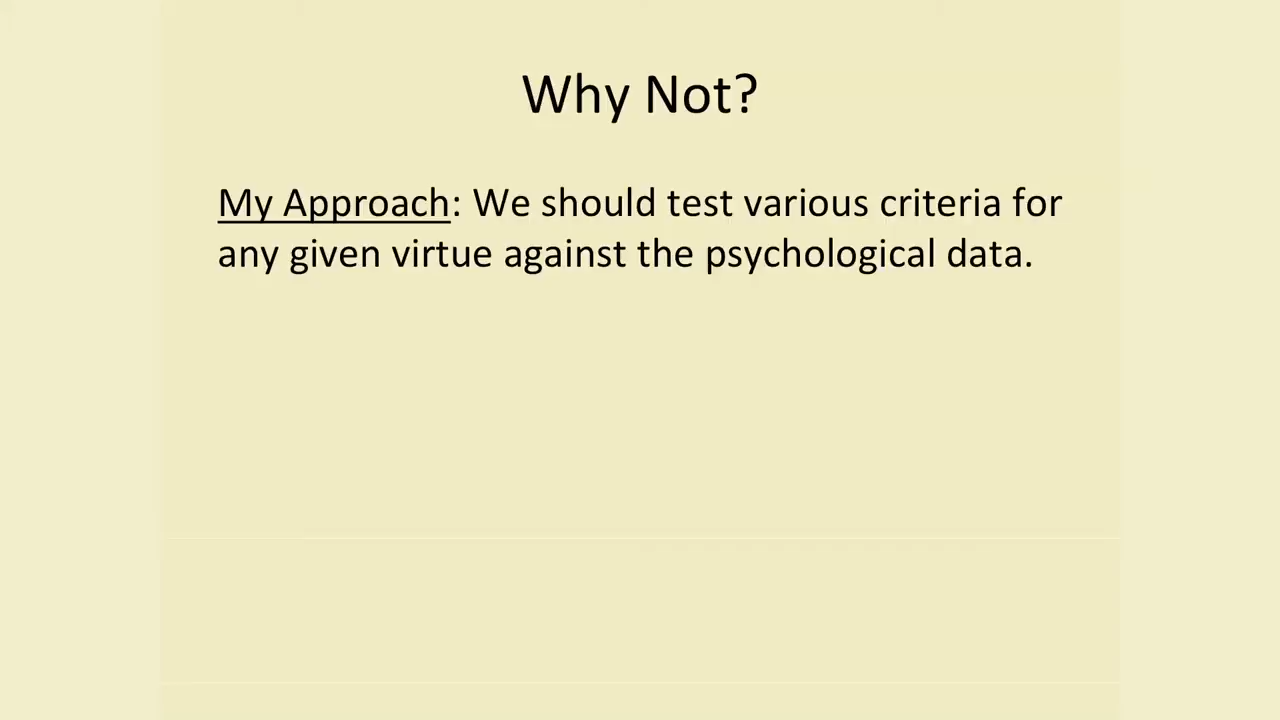 Why Not?
My Approach: We should test various criteria for
any given virtue against the psychological data.